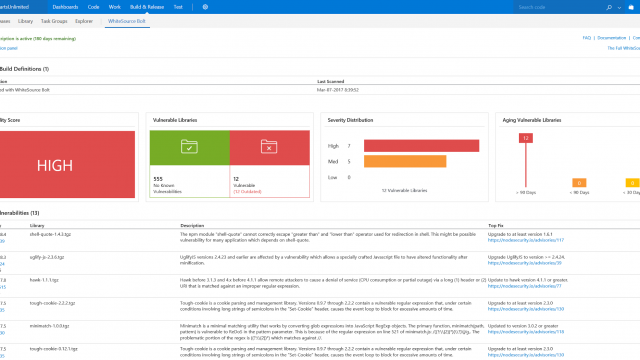 artsUnlimited Dashboards Code Work Build & Release Test Search code
ases Library Task Groups Explorer WhiteSource Bolt
cription is active (180 days remaining) FAQ | Documentation | Con
ion panel The Full WhiteSour
Build Definitions (1)
ion Last Scanned
ed with WhiteSource Bolt Mar-07-2017 8:39:52
ility Score Vulnerable Libraries Severity Distribution Aging Vulnerable Libraries
HIGH
High 7
Med 5
Low 0
12 Vulnerable Libraries
555
No Known
Vulnerabilities
12
Vulnerable
(12 Outdated)
12 0 0
> 90 Days < 90 Days < 60 Days
lnerabilities (13)
Library Description Top Fix
shell-quote-1.4.3.tgz The npm module "shell-quote" cannot correctly escape "greater than" and "lower than" operator used for redirection in shell. This might be possible Upgrade to at least version 1.6.1
vulnerability for many application which depends on shell-quote. https://nodesecurity.io/advisories/117
uglify-js-2.3.6.tgz UglifyJS versions 2.4.23 and earlier are affected by a vulnerability which allows a specially crafted Javascript file to have altered functionality after Upgrade UglifyJS to version >= 2.4.24.
minification. https://nodesecurity.io/advisories/39
hawk-1.1.1.tgz Hawk before 3.1.3 and 4.x before 4.1.1 allow remote attackers to cause a denial of service (CPU consumption or partial outage) via a long (1) header or (2) Update to hawk version 4.1.1 or greater.
URI that is matched against an improper regular expression. https://nodesecurity.io/advisories/77
tough-cookie-2.2.2.tgz Tough-cookie is a cookie parsing and management library. Versions 0.9.7 through 2.2.2 contain a vulnerable regular expression that, under certain Upgrade to at least version 2.3.0
conditions involving long strings of semicolons in the "Set-Cookie" header, causes the event loop to block for excessive amounts of time. https://nodesecurity.io/advisories/130
minimatch-1.0.0.tgz Minimatch is a minimal matching utility that works by converting glob expressions into JavaScript RegExp objects. The primary function, minimatch(path, Updated to version 3.0.2 or greater
pattern) is vulnerable to ReDoS in the pattern parameter. This is because of the regular expression on line 521 of minimatch.js: The https://nodesecurity.io/advisories/118
problematic portion of the regex is which matches against
tough-cookie-0.12.1.tgz Tough-cookie is a cookie parsing and management library. Versions 0.9.7 through 2.2.2 contain a vulnerable regular expression that, under certain Upgrade to at least version 2.3.0
conditions involving long strings of semicolons in the "Set-Cookie" header, causes the event loop to block for excessive amounts of time. https://nodesecurity.io/advisories/130